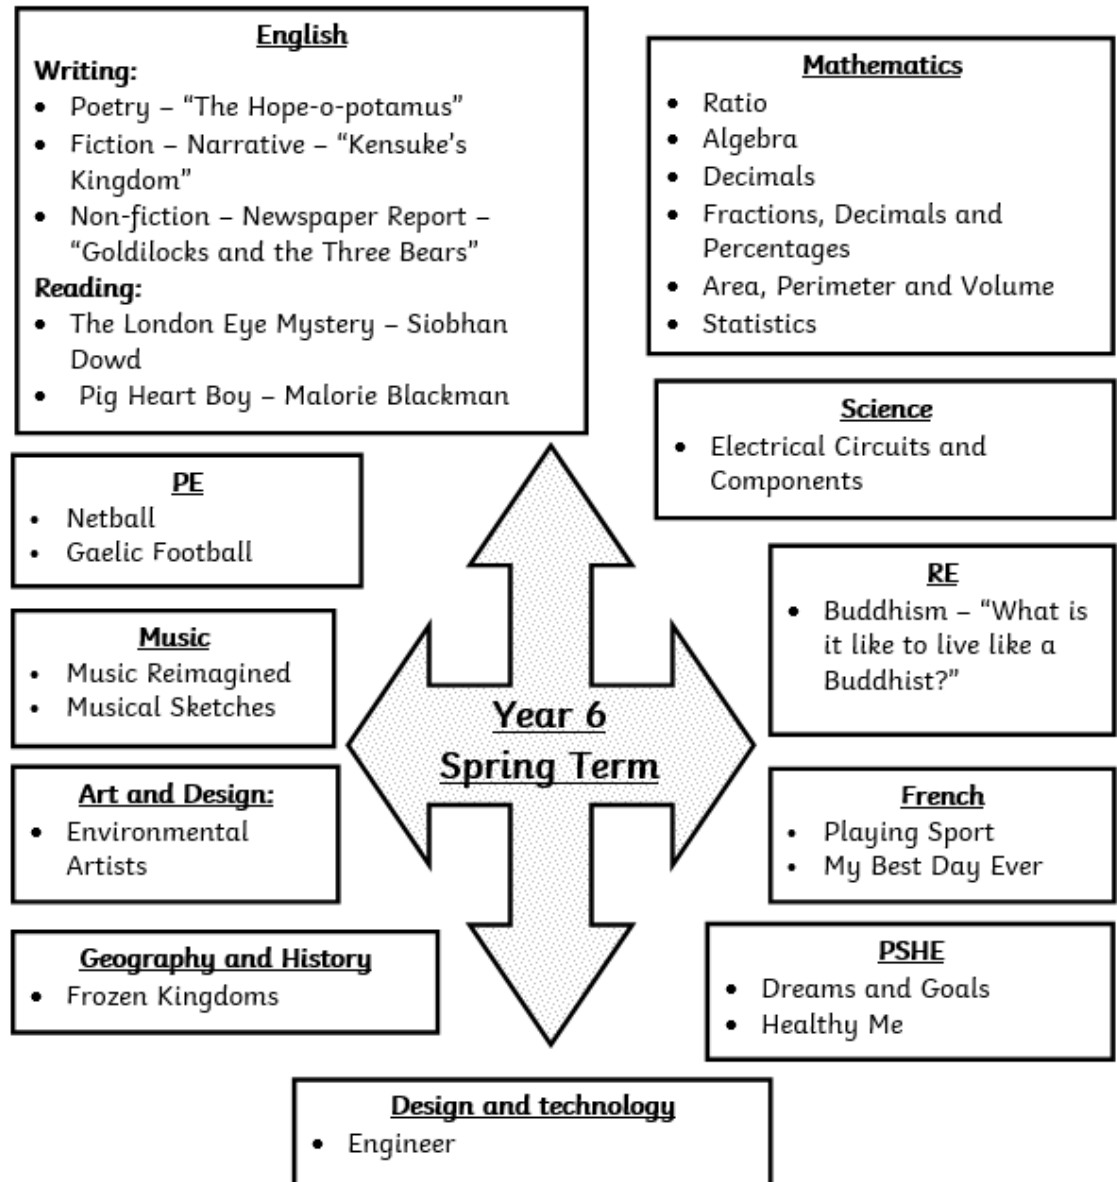 English
Writing:
• Poetry – “The Hope-o-potamus”
• Fiction – Narrative – “Kensuke’s
Kingdom”
• Non-fiction – Newspaper Report –
“Goldilocks and the Three Bears”
Reading:
• The London Eye Mystery – Siobhan
Dowd
• Pig Heart Boy – Malorie Blackman
Mathematics
• Ratio
• Algebra
• Decimals
• Fractions, Decimals and
Percentages
• Area, Perimeter and Volume
• Statistics
Science
• Electrical Circuits and
Components
PE
• Netball
• Gaelic Football
RE
• Buddhism – “What is
it like to live like a
Buddhist?”
Music
• Music Reimagined
• Musical Sketches
Year 6
Spring Term
Art and Design:
• Environmental
Artists
French
• Playing Sport
• My Best Day Ever
Geography and History
• Frozen Kingdoms
PSHE
• Dreams and Goals
• Healthy Me
Design and technology
• Engineer